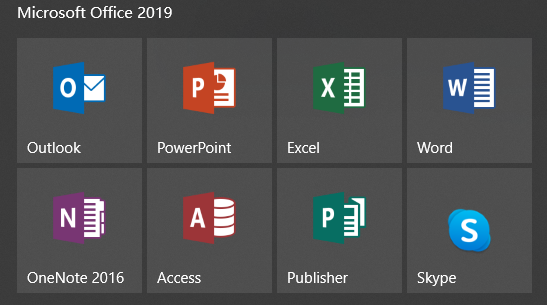 Microsoft Office 2019
O
P
X
W
Outlook
PowerPoint
Excel
Word
N
A
P
S
OneNote 2016
Access
Publisher
Skype